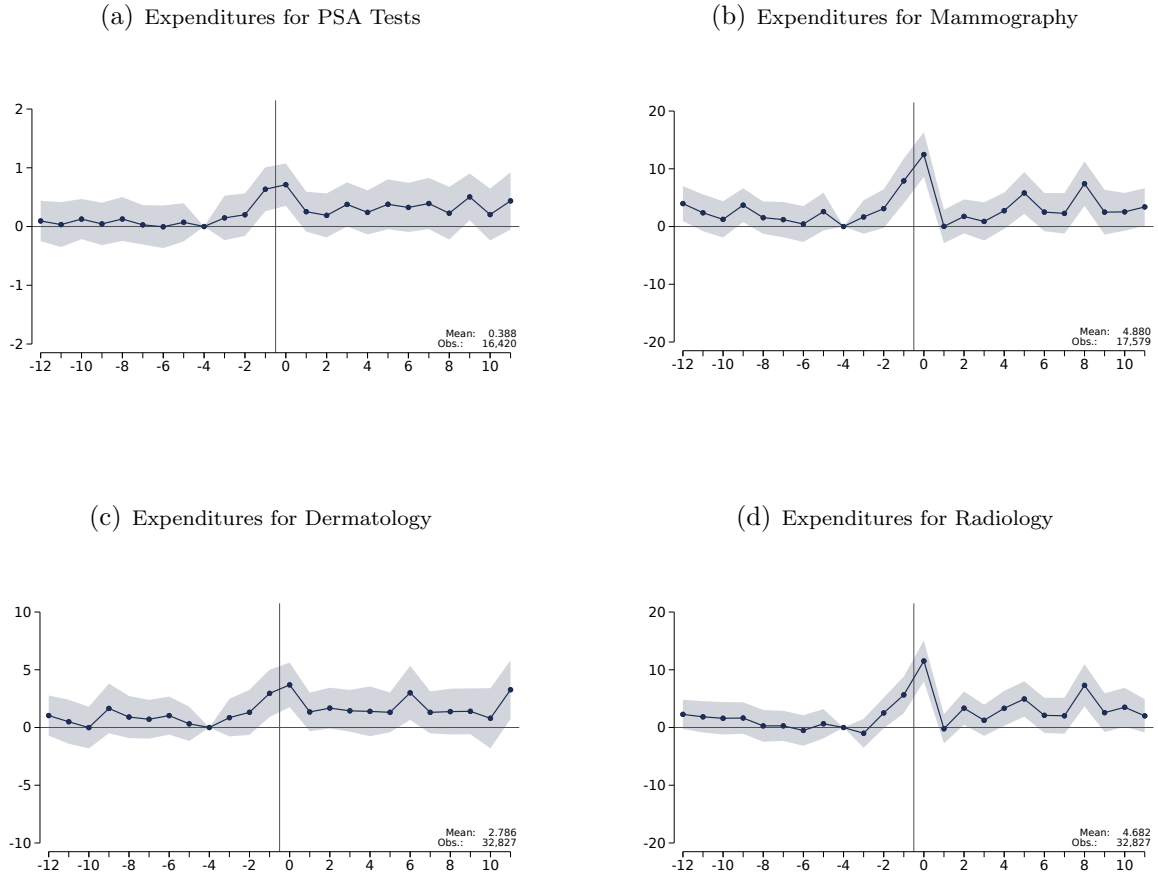 (a) Expenditures for PSA Tests
2
1
0
-1
-2
Mean: 0.388
Obs.: 16,420
-12 -10 -8 -6 -4 -2 0 2 4 6 8 10
(b) Expenditures for Mammography
20
10
0
-10
-20
Mean: 4.880
Obs.: 17,579
-12 -10 -8 -6 -4 -2 0 2 4 6 8 10
(c) Expenditures for Dermatology
10
5
0
-5
-10
Mean: 2.786
Obs.: 32,827
-12 -10 -8 -6 -4 -2 0 2 4 6 8 10
(d) Expenditures for Radiology
20
10
0
-10
-20
Mean: 4.682
Obs.: 32,827
-12 -10 -8 -6 -4 -2 0 2 4 6 8 10